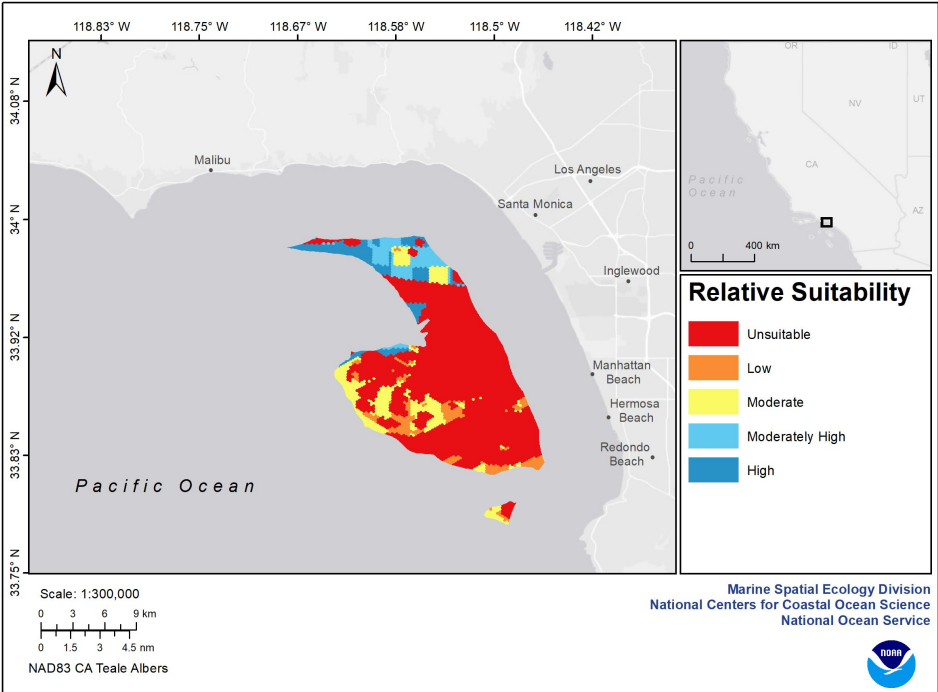 118.83° W 118.75° W 118.67° W 118.58° W 118.5° W 118.42° W
N
34.08° N
34° N
33.92° N
33.83° N
33.75° N
Malibu
Los Angeles
Santa Monica
Inglewood
Manhattan
Beach
Hermosa
Beach
Redondo
Beach
Pacific Ocean
OR ID
NV UT
CA
Pacific
Ocean
AZ
0 400 km
Relative Suitability
Unsuitable
Low
Moderate
Moderately High
High
Scale: 1:300,000
0 3 6 9 km
0 1.5 3 4.5 nm
NAD83 CA Teale Albers
Marine Spatial Ecology Division
National Centers for Coastal Ocean Science
National Ocean Service
NOAA